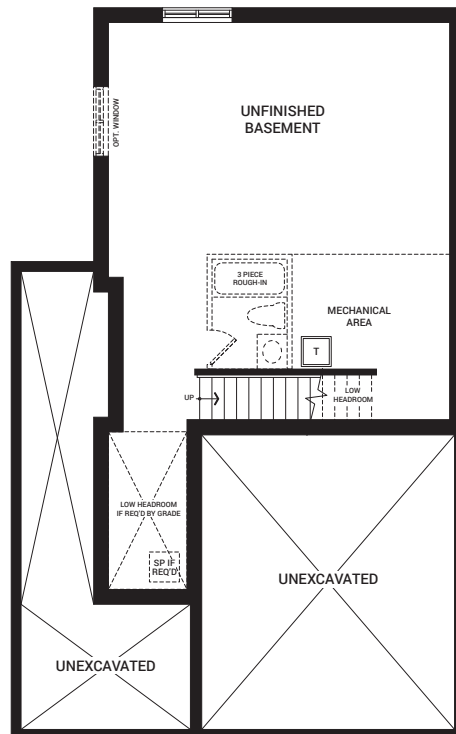 UNFINISHED
BASEMENT
OPT. WINDOW
3 PIECE
ROUGH-IN
MECHANICAL
AREA
T
UP
LOW
HEADROOM
LOW HEADROOM
IF REQ'D BY GRADE
SP IF
REQ'D
UNEXCAVATED
UNEXCAVATED